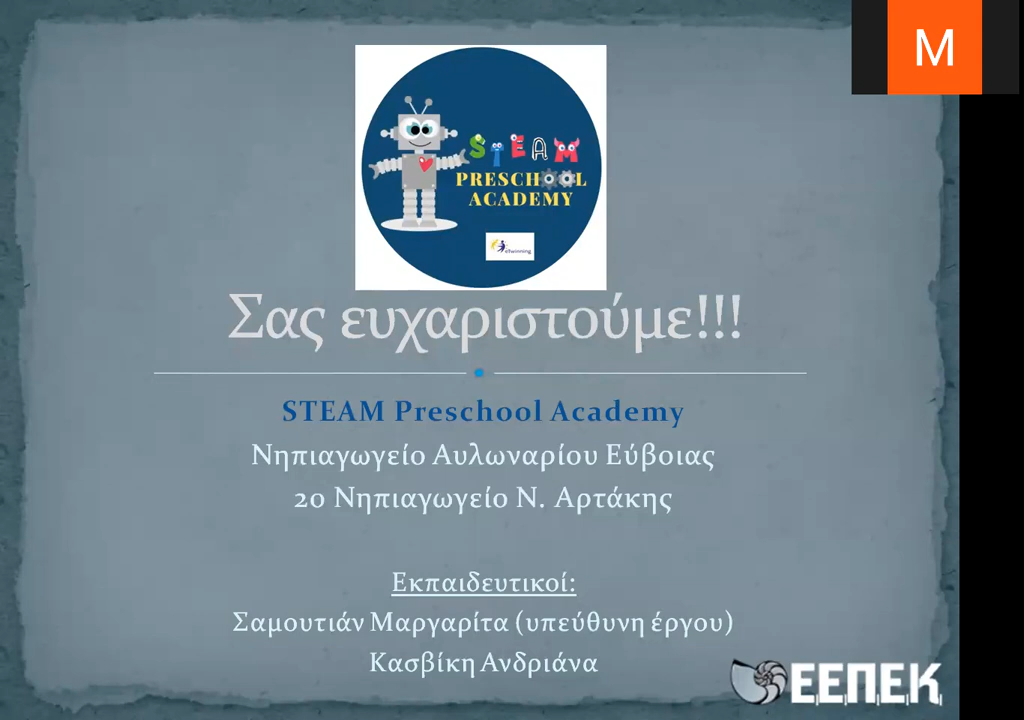 M
STEAM
PRESCHOOL
ACADEMY
eTwinning
Σας ευχαριστούμε!!!
STEAM Preschool Academy
Νηπιαγωγείο Αυλωναρίου Εύβοιας
2ο Νηπιαγωγείο Ν. Αρτάκης
Εκπαιδευτικοί:
Σαμουτιάν Μαργαρίτα (υπεύθυνη έργου)
Κασβίκη Ανδριάνα
Ε.Ε.Π.Ε.Κ.